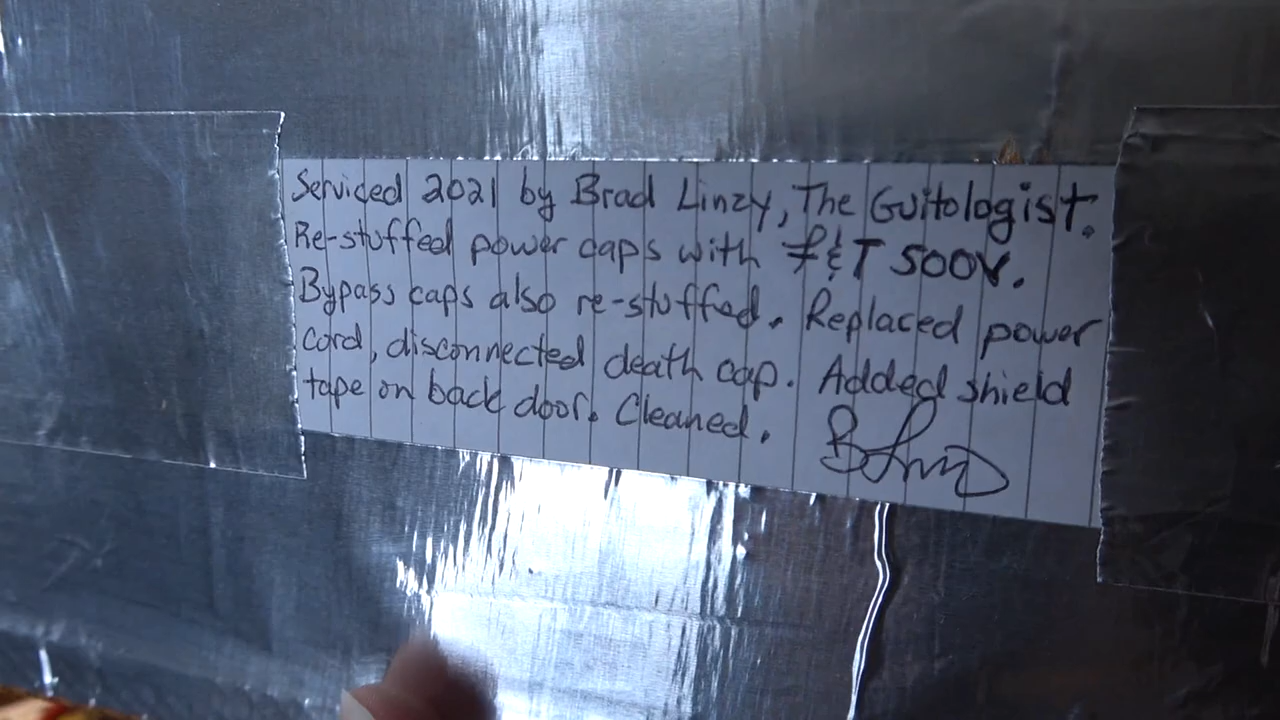 Serviced 2021 by Brad Linzy, The Guitologist.
Re-stuffed power caps with F&T 500V.
Bypass caps also re-stuffed. Replaced power
cord, disconnected death cap. Added shield
tape on back door. Cleaned.